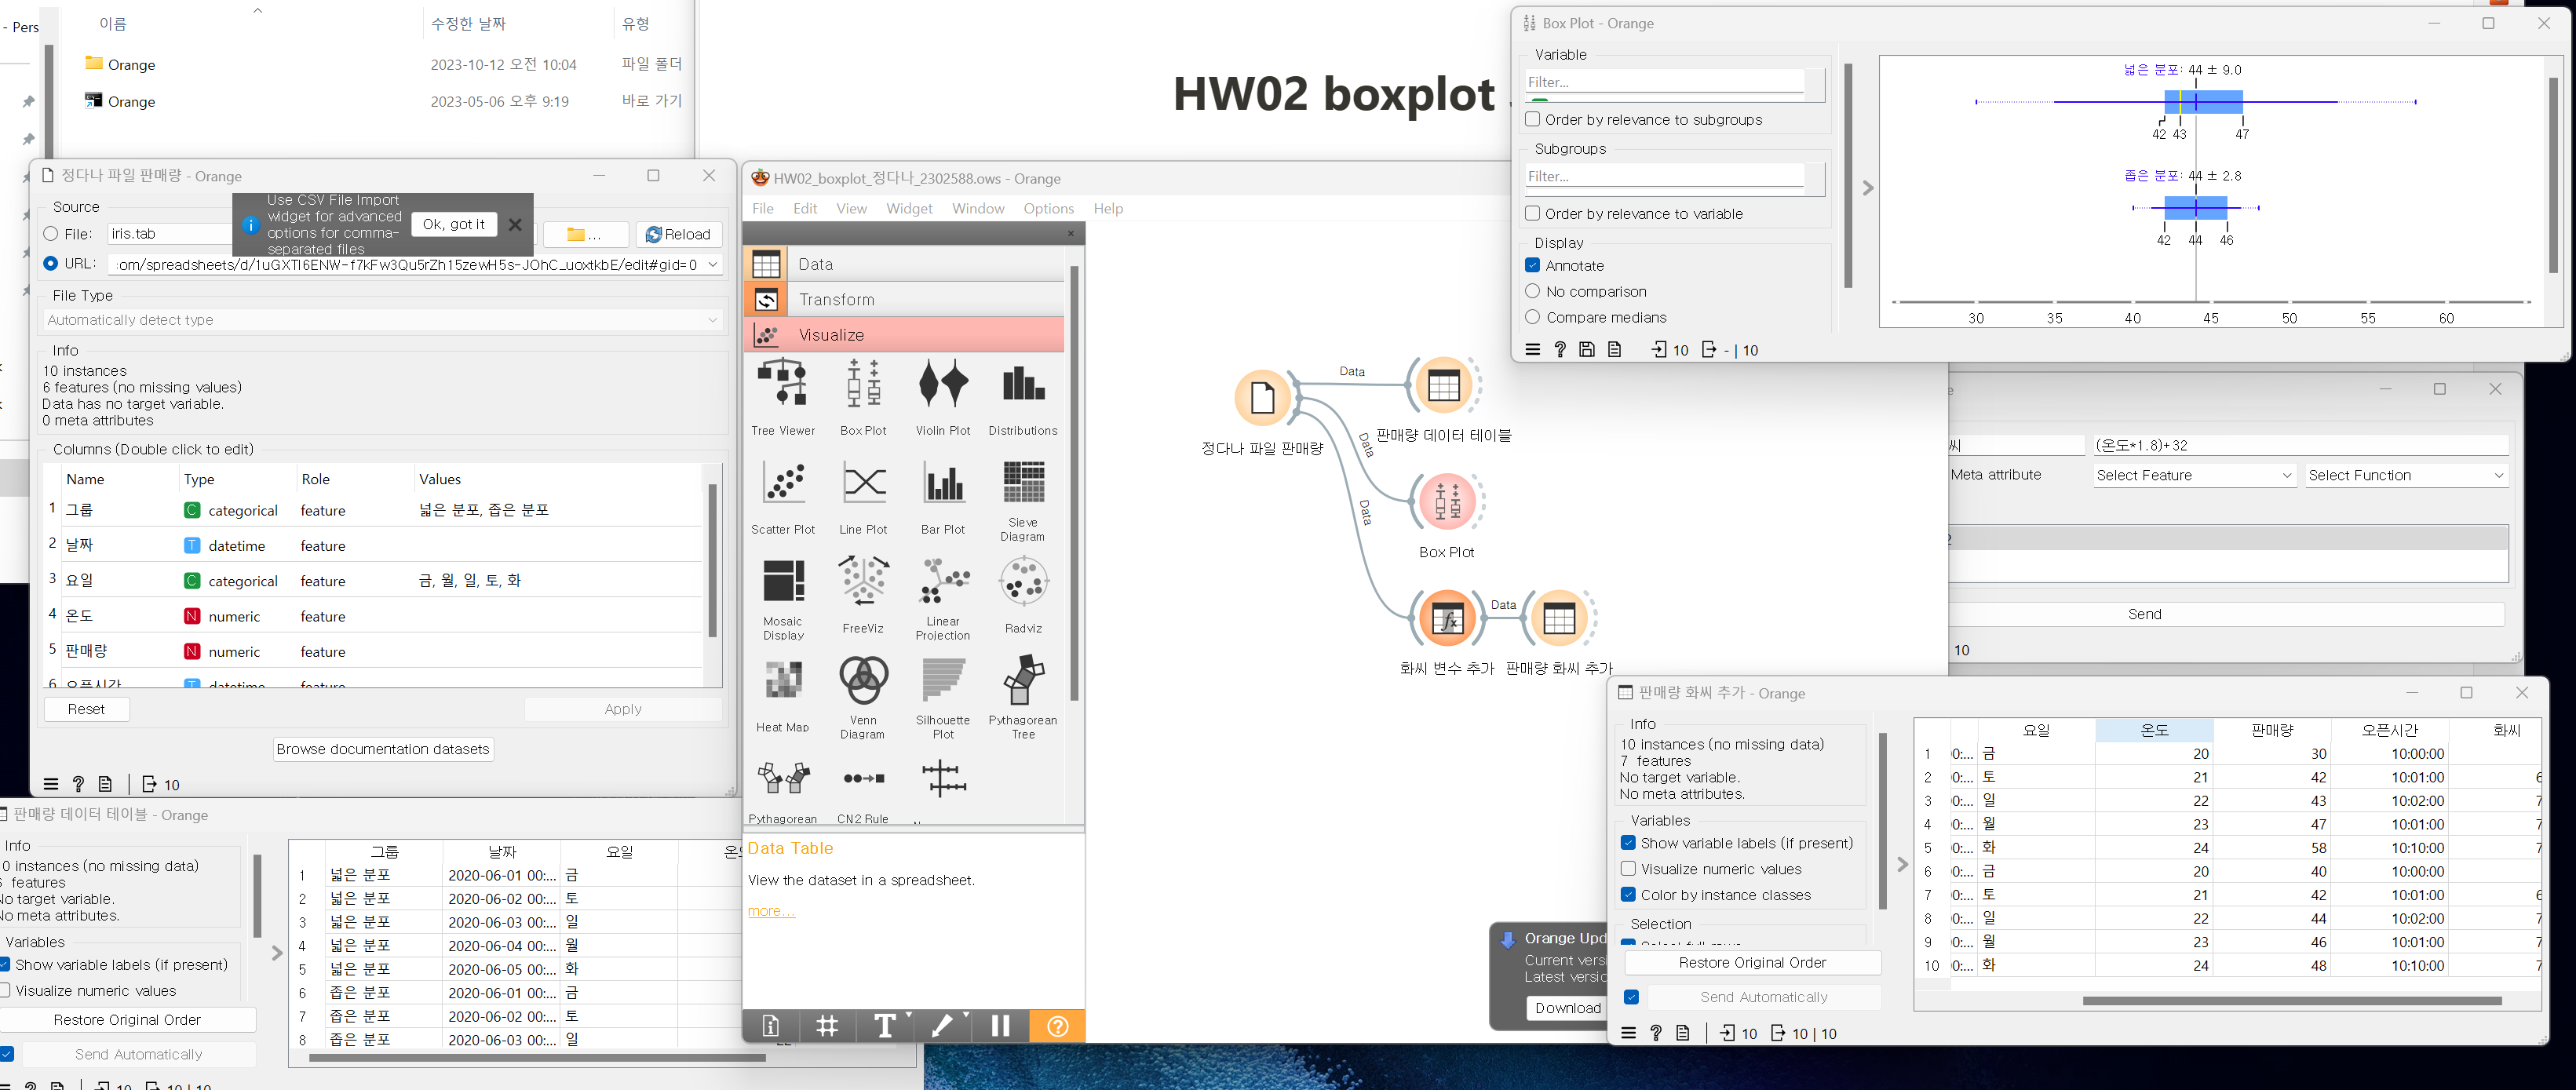 - Pers
이름
수정한 날짜
유형
Orange
2023-10-12 오전 10:04
파일 폴더
Orange
2023-05-06 오후 9:19
바로 가기
HW02 boxplot
정다나 파일 판매량 - Orange
Source
File:
iris.tab
Use CSV File Import
widget for advanced
options for comma-
separated files
Ok, got it
...
Reload
URL:
:om/spreadsheets/d/1uGXTl6ENW-f7kFw3Qu5rZh15zewH5s-JOhC_uoxtkbE/edit#gid=0
File Type
Automatically detect type
Info
10 instances
6 features (no missing values)
Data has no target variable.
0 meta attributes
Columns (Double click to edit)
Name Type Role Values
1 그룹 C categorical feature 넓은 분포, 좁은 분포
2 날짜 T datetime feature
3 요일 C categorical feature 금, 월, 일, 토, 화
4 온도 N numeric feature
5 판매량 N numeric feature
6 오픈시간 T datetime feature
Reset
Apply
Browse documentation datasets
10
판매량 데이터 테이블 - Orange
Info
0 instances (no missing data)
features
No target variable.
No meta attributes.
Variables
Show variable labels (if present)
Visualize numeric values
Restore Original Order
Send Automatically
10 10 | 10
그룹 날짜 요일
1 넓은 분포 2020-06-01 00:... 금
2 넓은 분포 2020-06-02 00:... 토
3 넓은 분포 2020-06-03 00:... 일
4 넓은 분포 2020-06-04 00:... 월
5 넓은 분포 2020-06-05 00:... 화
6 좁은 분포 2020-06-01 00:... 금
7 좁은 분포 2020-06-02 00:... 토
8 좁은 분포 2020-06-03 00:... 일
HW02_boxplot_정다나_2302588.ows - Orange
File Edit View Widget Window Options Help
Data
Transform
Visualize
Tree Viewer Box Plot Violin Plot Distributions
Scatter Plot Line Plot Bar Plot Sieve Diagram
Mosaic Display FreeViz Linear Projection Radviz
Heat Map Venn Diagram Silhouette Plot Pythagorean Tree
Pythagorean CN2 Rule
Data Table
View the dataset in a spreadsheet.
more...
정다나 파일 판매량
Data
판매량 데이터 테이블
Data
Box Plot
Data
화씨 변수 추가
Data
판매량 화씨 추가
Box Plot - Orange
Variable
Filter...
Order by relevance to subgroups
Subgroups
Filter...
Order by relevance to variable
Display
Annotate
No comparison
Compare medians
10 - | 10
넓은 분포: 44 ± 9.0
42 43 47
좁은 분포: 44 ± 2.8
42 44 46
30 35 40 45 50 55 60
씨
(온도*1.8)+32
Meta attribute
Select Feature
Select Function
Send
10
Orange Upd
Current versi
Latest versio
Download
판매량 화씨 추가 - Orange
Info
10 instances (no missing data)
7 features
No target variable.
No meta attributes.
Variables
Show variable labels (if present)
Visualize numeric values
Color by instance classes
Selection
Restore Original Order
Send Automatically
10 10 | 10
요일 온도 판매량 오픈시간 화씨
1 0:... 금 20 30 10:00:00
2 0:... 토 21 42 10:01:00 6
3 0:... 일 22 43 10:02:00 7
4 0:... 월 23 47 10:01:00 7
5 0:... 화 24 58 10:10:00 7
6 0:... 금 20 40 10:00:00
7 0:... 토 21 42 10:01:00 6
8 0:... 일 22 44 10:02:00 7
9 0:... 월 23 46 10:01:00 7
10 0:... 화 24 48 10:10:00 7